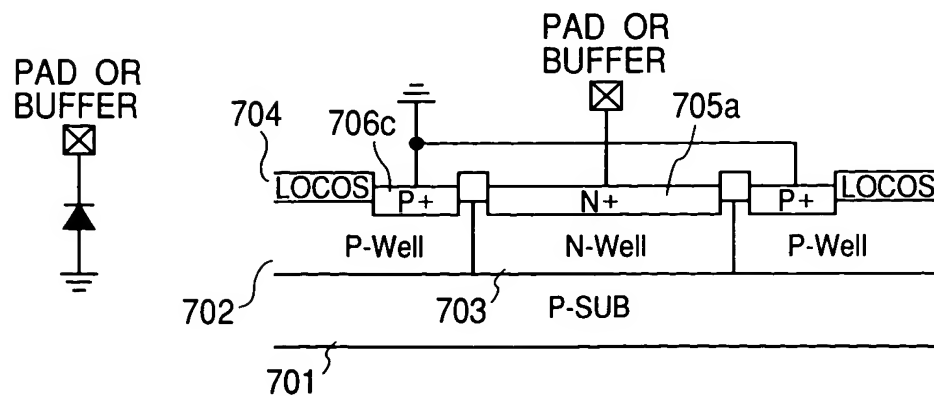 PAD OR
BUFFER
PAD OR
BUFFER
704
706c
705a
LOCOS
P+
N+
P+
LOCOS
P-Well
N-Well
P-Well
702
703
P-SUB
701